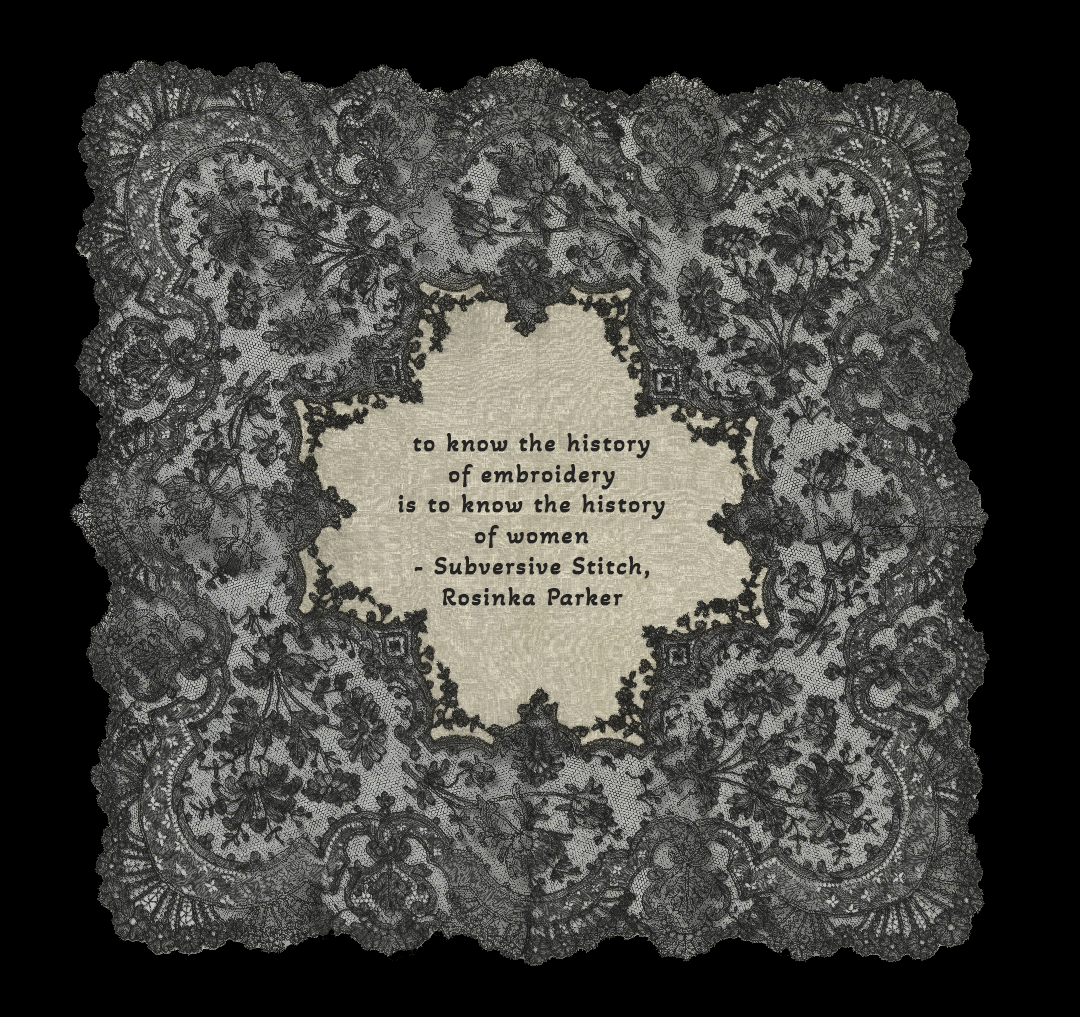 to know the history
of embroidery
is to know the history
of women
- Subversive Stitch,
Rosinka Parker